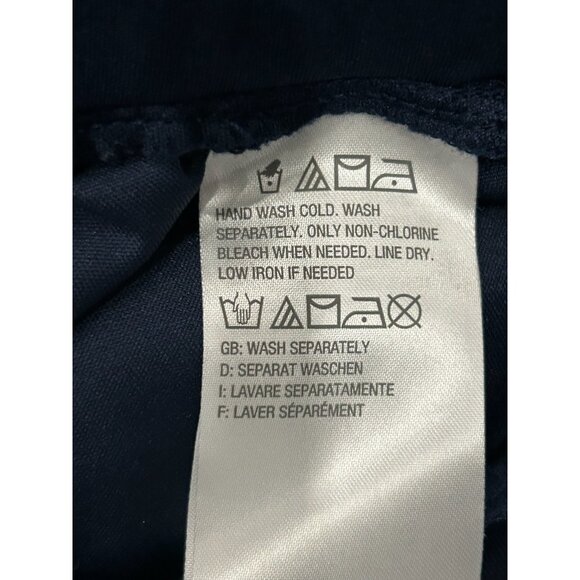 HAND WASH COLD. WASH
SEPARATELY. ONLY NON-CHLORINE
BLEACH WHEN NEEDED. LINE DRY.
LOW IRON IF NEEDED
GB: WASH SEPARATELY
D: SEPARAT WASCHEN
I: LAVARE SEPARATAMENTE
F: LAVER SÉPARÉMENT